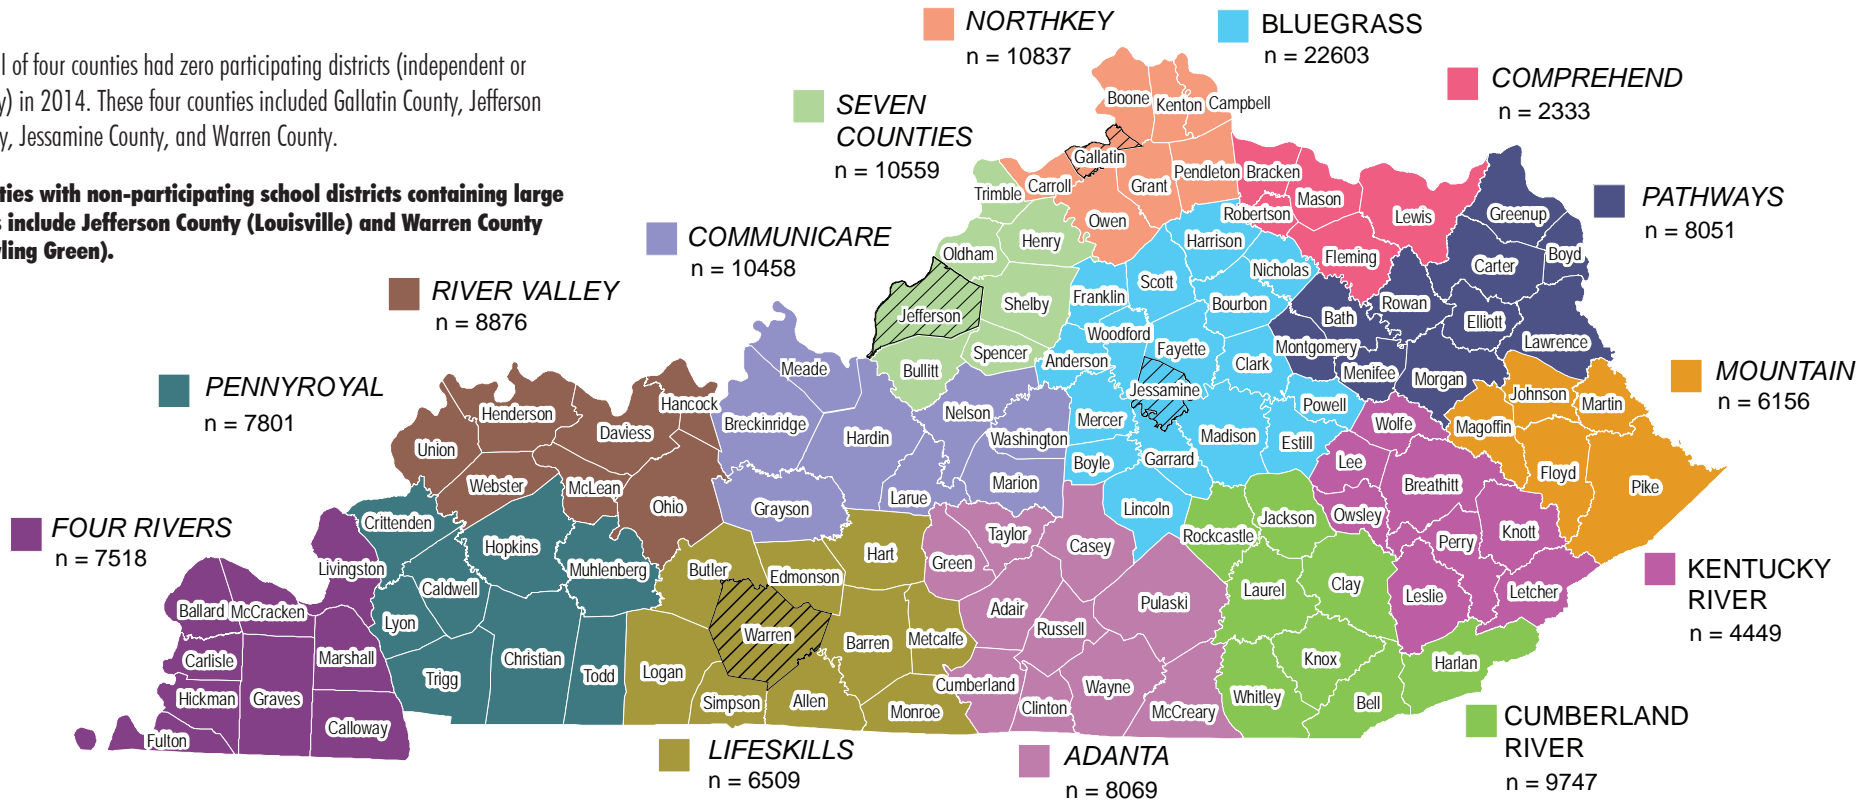 l of four counties had zero participating districts (independent or
y) in 2014. These four counties included Gallatin County, Jefferson
y, Jessamine County, and Warren County.
ties with non-participating school districts containing large
s include Jefferson County (Louisville) and Warren County
ling Green).
NORTHKEY
n = 10837
BLUEGRASS
n = 22603
COMPREHEND
n = 2333
SEVEN
COUNTIES
n = 10559
PATHWAYS
n = 8051
COMMUNICARE
n = 10458
RIVER VALLEY
n = 8876
PENNYROYAL
n = 7801
MOUNTAIN
n = 6156
FOUR RIVERS
n = 7518
KENTUCKY
RIVER
n = 4449
LIFESKILLS
n = 6509
ADANTA
n = 8069
CUMBERLAND
RIVER
n = 9747
Boone
Kenton
Campbell
Gallatin
Carroll
Grant
Pendleton
Owen
Bracken
Mason
Robertson
Lewis
Fleming
Greenup
Carter
Boyd
Rowan
Elliott
Bath
Lawrence
Montgomery
Menifee
Morgan
Trimble
Henry
Oldham
Shelby
Jefferson
Spencer
Bullitt
Harrison
Nicholas
Scott
Franklin
Bourbon
Woodford
Fayette
Anderson
Clark
Jessamine
Powell
Mercer
Madison
Estill
Boyle
Garrard
Lincoln
Johnson
Martin
Magoffin
Floyd
Pike
Wolfe
Lee
Breathitt
Owsley
Knott
Perry
Leslie
Letcher
Meade
Breckinridge
Hardin
Nelson
Washington
Marion
Larue
Grayson
Hancock
Henderson
Daviess
Union
Webster
McLean
Ohio
Crittenden
Hopkins
Muhlenberg
Caldwell
Lyon
Trigg
Christian
Todd
Livingston
Ballard
McCracken
Carlisle
Marshall
Hickman
Graves
Calloway
Fulton
Butler
Edmonson
Hart
Warren
Barren
Metcalfe
Logan
Simpson
Allen
Monroe
Taylor
Green
Casey
Adair
Pulaski
Russell
Cumberland
Clinton
Wayne
McCreary
Rockcastle
Jackson
Laurel
Clay
Knox
Harlan
Whitley
Bell